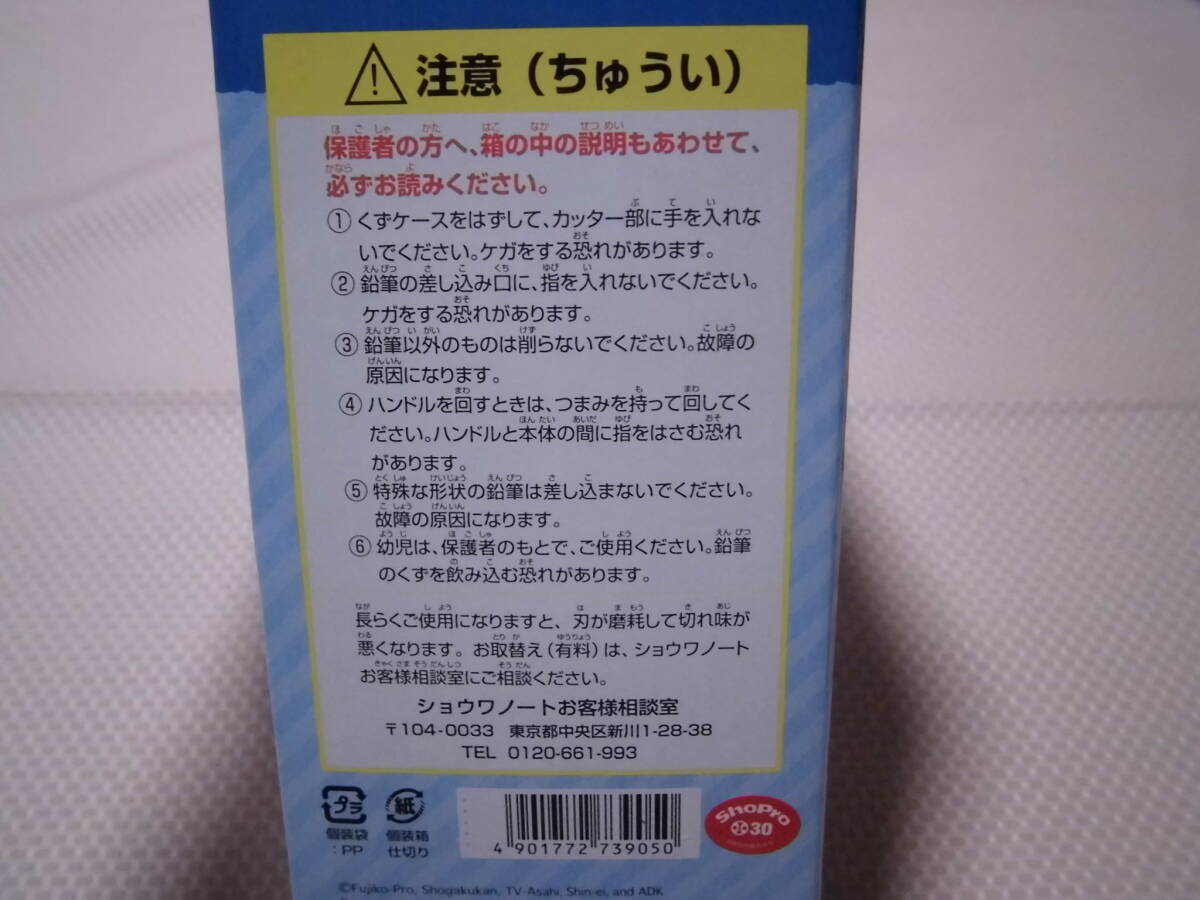 注意（ちゅうい）
保護者の方へ、箱の中の説明もあわせて、
必ずお読みください。
① くずケースをはずして、カッター部に手を入れな
いでください。ケガをする恐れがあります。
② 鉛筆の差し込み口に、指を入れないでください。
ケガをする恐れがあります。
③ 鉛筆以外のものは削らないでください。故障の
原因になります。
④ ハンドルを回すときは、つまみを持って回してく
ださい。ハンドルと本体の間に指をはさむ恐れ
があります。
⑤ 特殊な形状の鉛筆は差し込まないでください。
故障の原因になります。
⑥ 幼児は、保護者のもとで、ご使用ください。鉛筆
のくずを飲み込む恐れがあります。
長らくご使用になりますと、刃が磨耗して切れ味が
悪くなります。お取替え（有料）は、ショウワノート
お客様相談室にご相談ください。
ショウワノートお客様相談室
〒104-0033 東京都中央区新川1-28-38
TEL 0120-661-993
プラ 紙
個装袋 個装箱
：PP 仕切り
4 901772 739050
ShoPro
30
©Fujiko-Pro, Shogakukan, TV-Asahi, Shin-ei, and ADK